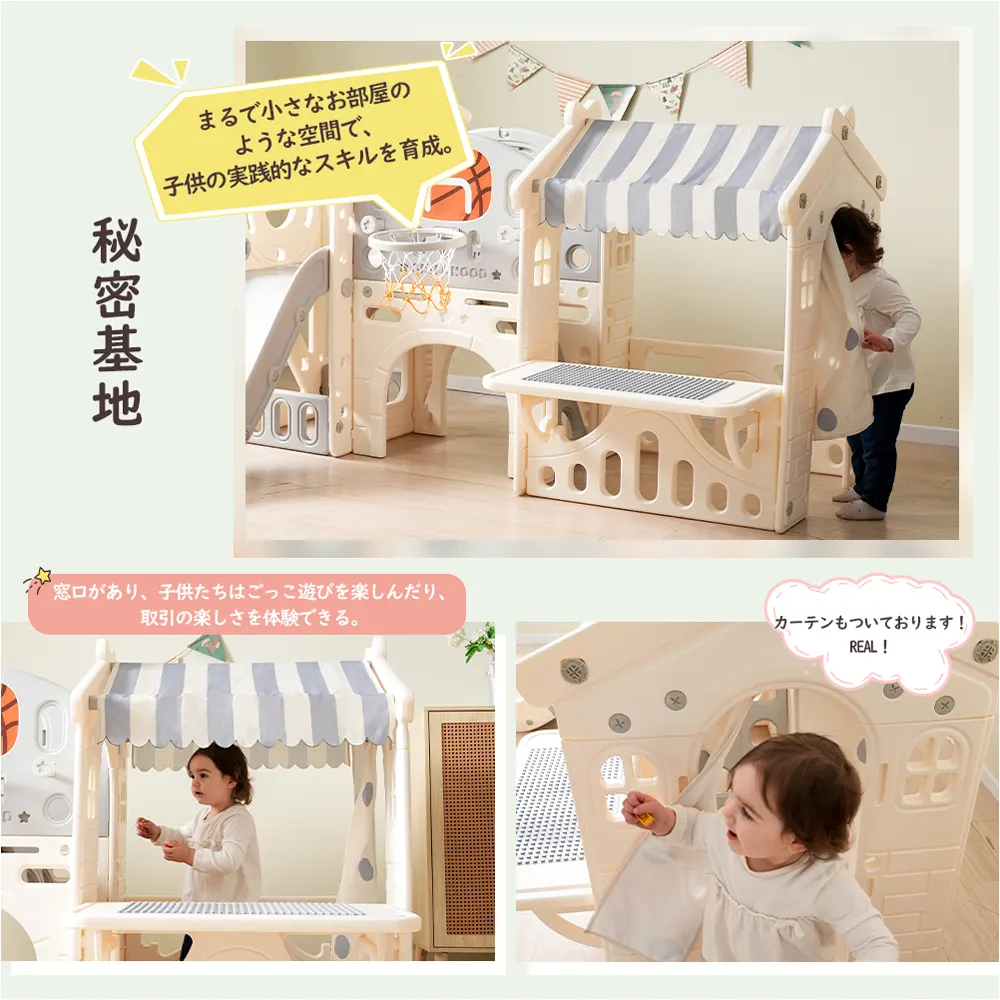 まるで小さなお部屋の
ような空間で、
子供の実践的なスキルを育成。
秘密基地
窓口があり、子供たちはごっこ遊びを楽しんだり、
取引の楽しさを体験できる。
カーテンもついております！
REAL！